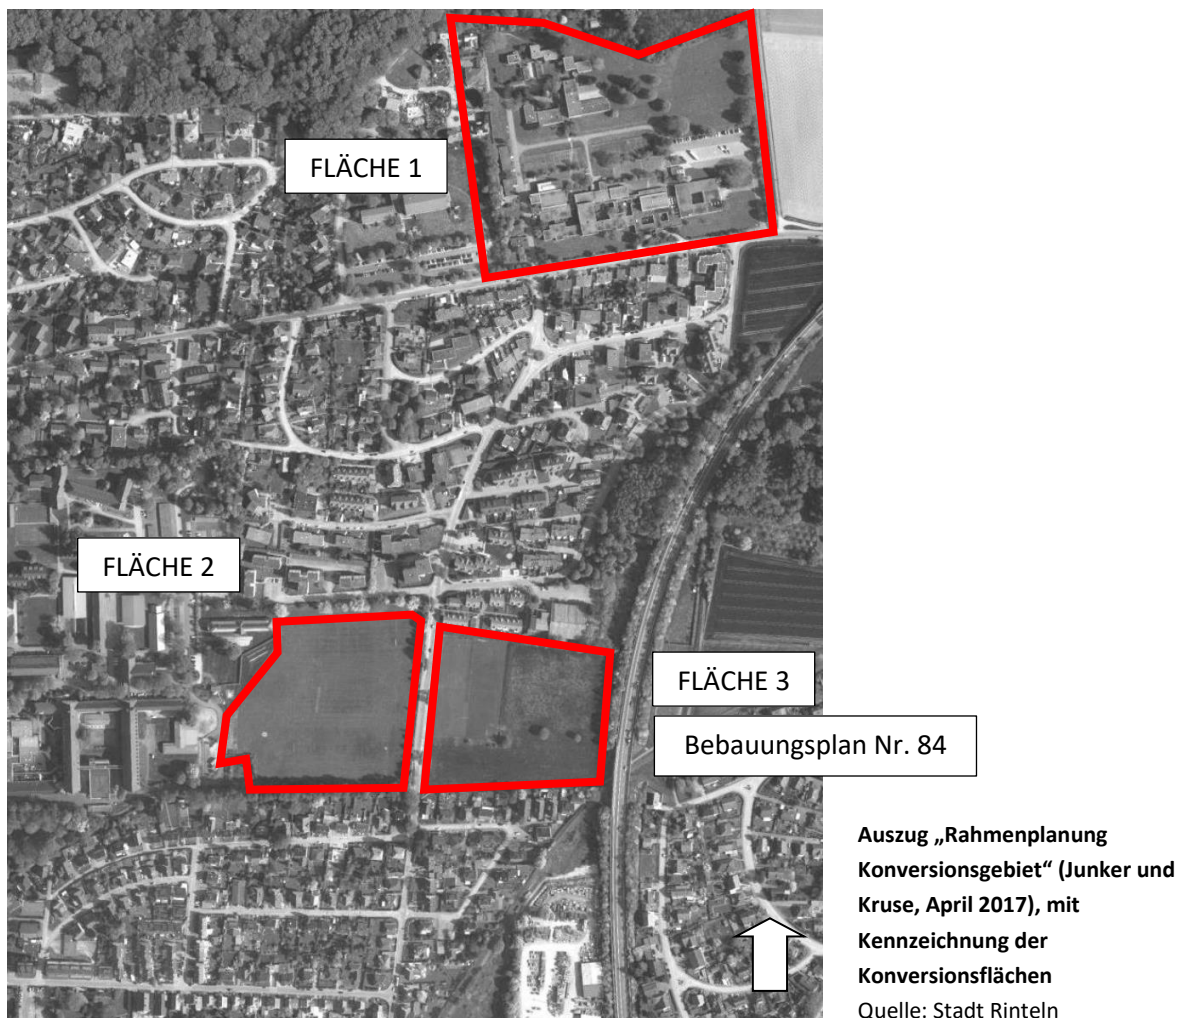 FLÄCHE 1
FLÄCHE 2
FLÄCHE 3
Bebauungsplan Nr. 84
Auszug „Rahmenplanung
Konversionsgebiet“ (Junker und
Kruse, April 2017), mit
Kennzeichnung der
Konversionsflächen
Quelle: Stadt Rinteln